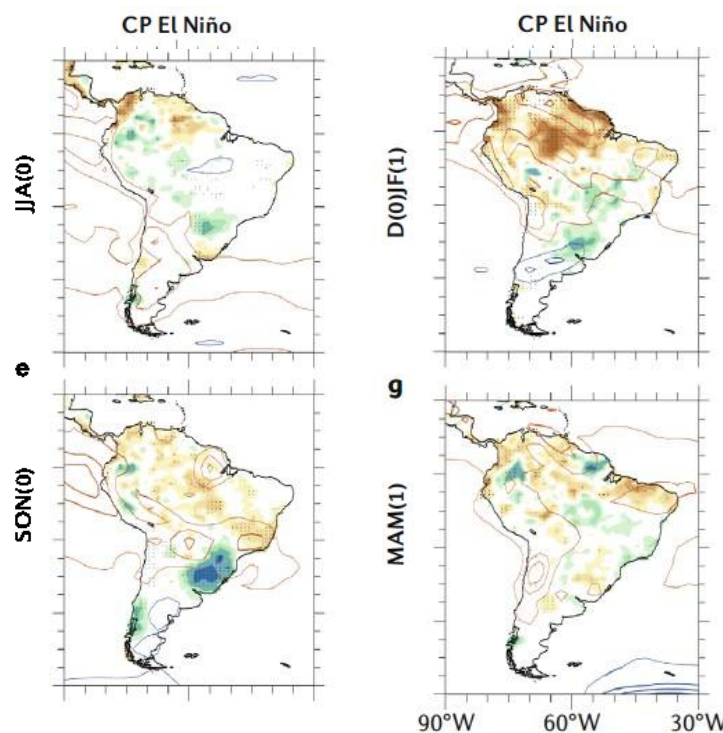 CP El Niño
CP El Niño
JJA(0)
D(0)JF(1)
e
g
SON(0)
MAM(1)
90°W
60°W
30°W